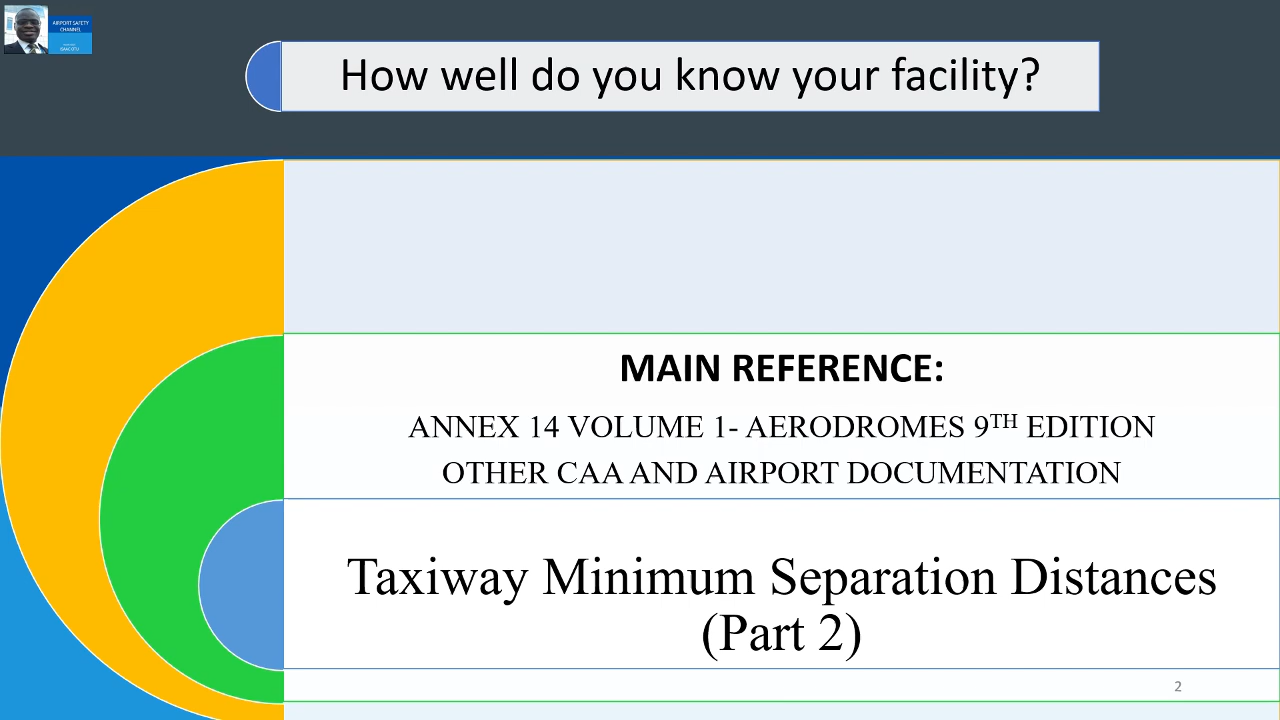 AIRPORT SAFETY
CHANNEL
How well do you know your facility?
MAIN REFERENCE:
ANNEX 14 VOLUME 1- AERODROMES 9TH EDITION
OTHER CAA AND AIRPORT DOCUMENTATION
Taxiway Minimum Separation Distances
(Part 2)
2